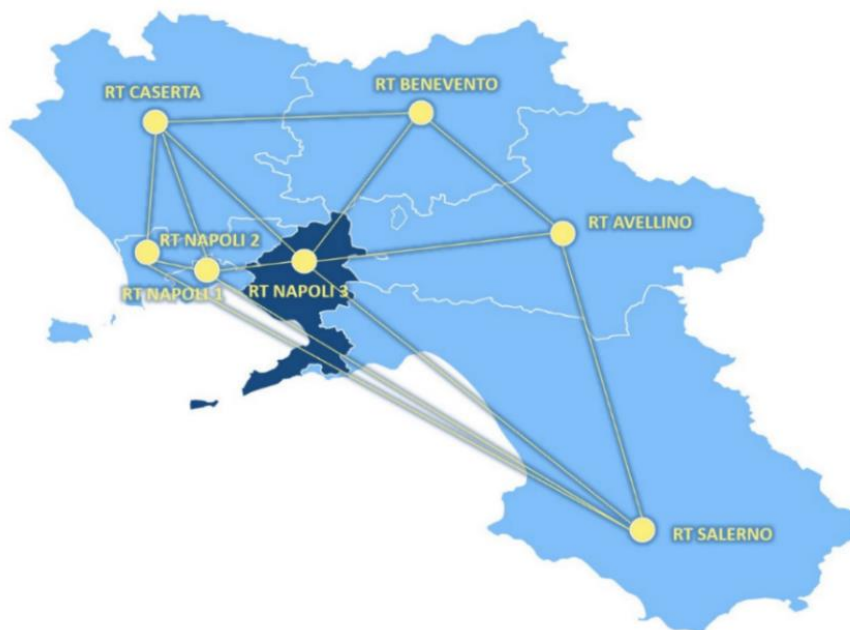 RT BENEVENTO
RT CASERTA
RT AVELLINO
RT NAPOLI 2
RT NAPOLI 3
RT NAPOLI 1
RT SALERNO